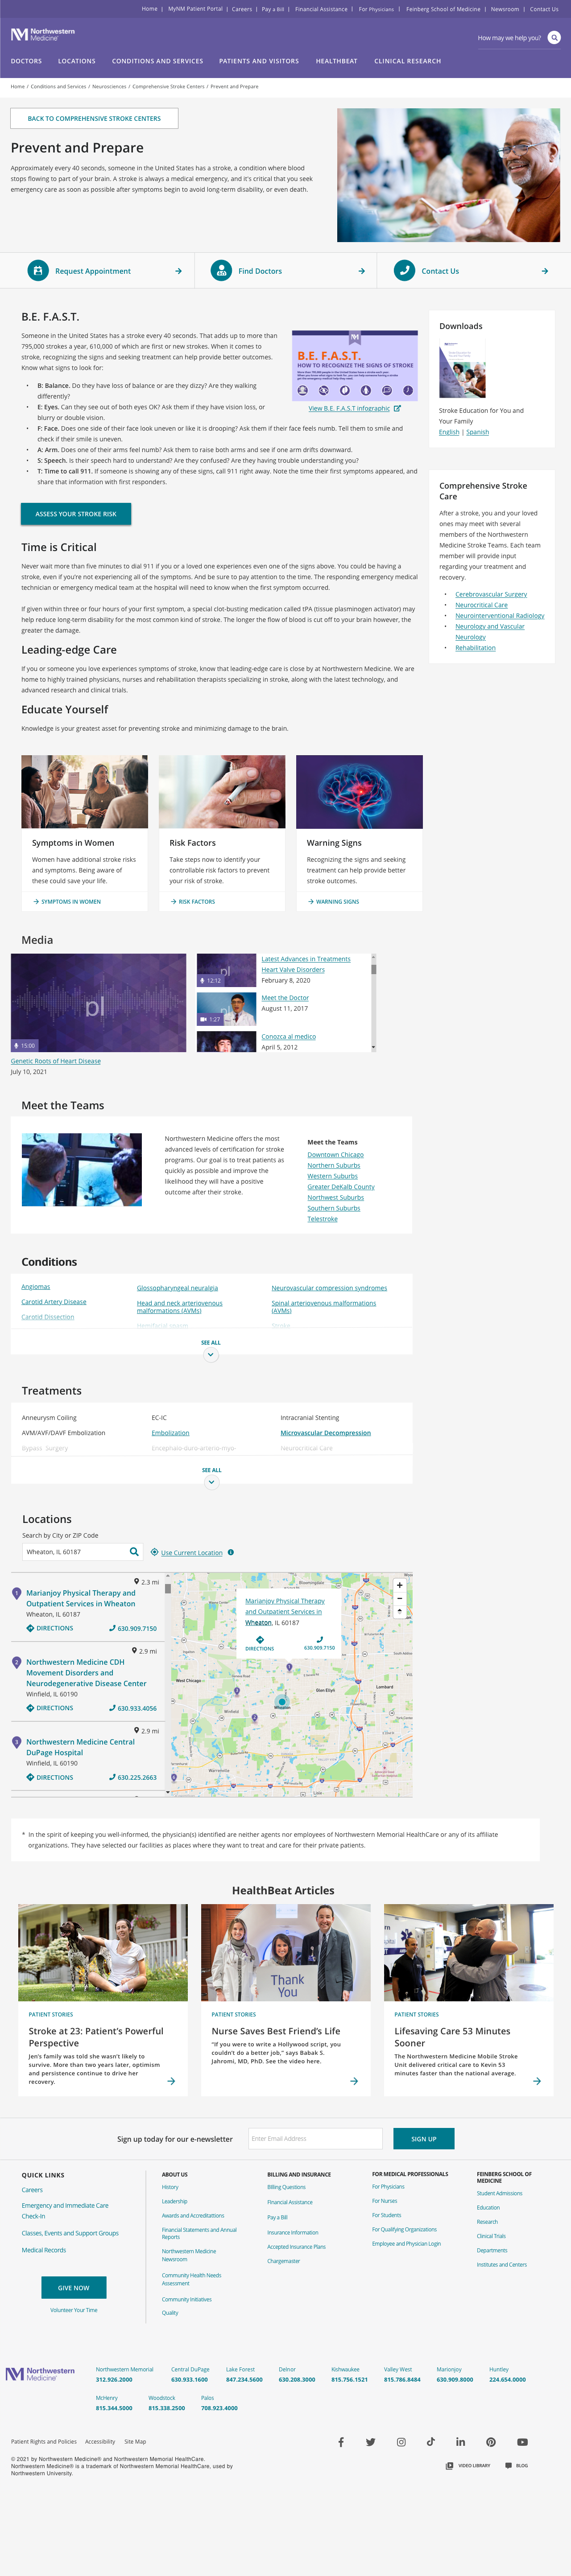 Home | MyNM Patient Portal | Careers | Pay a Bill | Financial Assistance | For Physicians | Feinberg School of Medicine | Newsroom | Contact Us
Northwestern Medicine®
How may we help you?
DOCTORS LOCATIONS CONDITIONS AND SERVICES PATIENTS AND VISITORS HEALTHBEAT CLINICAL RESEARCH
Home / Conditions and Services / Neurosciences / Comprehensive Stroke Centers / Prevent and Prepare
BACK TO COMPREHENSIVE STROKE CENTERS
Prevent and Prepare
Approximately every 40 seconds, someone in the United States has a stroke, a condition where blood
stops flowing to part of your brain. A stroke is always a medical emergency, and it's critical that you seek
emergency care as soon as possible after symptoms begin to avoid long-term disability, or even death.
Request Appointment
Find Doctors
Contact Us
B.E. F.A.S.T.
Someone in the United States has a stroke every 40 seconds. That adds up to more than
795,000 strokes a year, 610,000 of which are first or new strokes. When it comes to
stroke, recognizing the signs and seeking treatment can help promote better outcomes.
Know what signs to look for:
B.E. F.A.S.T.
HOW TO RECOGNIZE THE SIGNS OF STROKE
View B.E. F.A.S.T infographic
• B: Balance. Do they have loss of balance or are they dizzy? Are they walking
differently?
• E: Eyes. Can they see out of both eyes OK? Ask them if they have vision loss, or
blurry or double vision.
• F: Face. Does one side of their face look uneven or like it is drooping? Ask them if their face feels numb. Tell them to smile and
check if their smile is uneven.
• A: Arm. Does one of their arms feel numb? Ask them to raise both arms and see if one arm drifts downward.
• S: Speech. Is their speech hard to understand? Are they confused? Are they having trouble understanding you?
• T: Time to call 911. If someone is showing any of these signs, call 911 right away. Note the time their first symptoms appeared, and
share that information with first responders.
ASSESS YOUR STROKE RISK
Time is Critical
Never wait more than five minutes to dial 911 if you or a loved one experiences even one of the signs above. You could be having a
stroke, even if you're not experiencing all of the symptoms. And be sure to pay attention to time. The responding emergency medical
technician or emergency medical team at the hospital will need to know when the first symptom occurred.
If given within three or four hours of your first symptom, a special clot-busting medication called tPA (tissue plasminogen activator) may
help reduce long-term disability for the most common type of stroke. The longer the flow of blood is cut off to your brain however, the
greater the damage.
Leading-edge Care
If you or someone you love experiences symptoms of stroke, know that leading-edge care is close by at Northwestern Medicine. We are
home to highly trained physicians, nurses and rehabilitation therapists specializing in stroke, along with the latest technology, and
advanced research and clinical trials.
Educate Yourself
Knowledge is your greatest asset for preventing stroke and minimizing damage to the brain.
Downloads
Stroke Education for You and
Your Family
English | Spanish
Comprehensive Stroke
Care
After a stroke, you and your loved
ones may meet with several
members of the Northwestern
Medicine Stroke Teams. Each team
member will provide input
regarding your treatment and
recovery.
• Cerebrovascular Surgery
• Neurocritical Care
• Neurointerventional Radiology
• Neurology and Vascular
Neurology
• Rehabilitation
Symptoms in Women
Women have additional stroke risks
and symptoms. Being aware of
these could save your life.
SYMPTOMS IN WOMEN
Risk Factors
Take steps now to identify your
controllable risk factors to prevent
your risk of stroke.
RISK FACTORS
Warning Signs
Recognizing the signs and seeking
treatment can help provide better
stroke outcomes.
WARNING SIGNS
Media
pl
15:00
Genetic Roots of Heart Disease
July 10, 2021
pl
12:12
Latest Advances in Treatments
Heart Valve Disorders
February 8, 2020
1:27
Meet the Doctor
August 11, 2017
Conozca al medico
April 5, 2012
Meet the Teams
Northwestern Medicine offers the most
advanced levels of certification for stroke
programs. Our goal is to treat patients as
quickly as possible and improve the
likelihood they will have a positive
outcome after their stroke.
Meet the Teams
Downtown Chicago
Northern Suburbs
Western Suburbs
Greater DeKalb County
Northwest Suburbs
Southern Suburbs
Telestroke
Conditions
Angiomas
Carotid Artery Disease
Carotid Dissection
Glossopharyngeal neuralgia
Head and neck arteriovenous
malformations (AVMs)
Hemifacial spasm
Neurovascular compression syndromes
Spinal arteriovenous malformations
(AVMs)
Stroke
SEE ALL
Treatments
Anneurysm Coiling
AVM/AVF/DAVF Embolization
Bypass Surgery
EC-IC
Embolization
Encephalo-duro-arterio-myo-
Intracranial Stenting
Microvascular Decompression
Neurocritical Care
SEE ALL
Locations
Search by City or ZIP Code
Wheaton, IL 60187
Use Current Location
2.3 mi
1
Marianjoy Physical Therapy and
Outpatient Services in Wheaton
Wheaton, IL 60187
DIRECTIONS 630.909.7150
2.9 mi
2
Northwestern Medicine CDH
Movement Disorders and
Neurodegenerative Disease Center
Winfield, IL 60190
DIRECTIONS 630.933.4056
2.9 mi
Northwestern Medicine Central
DuPage Hospital
Winfield, IL 60190
DIRECTIONS 630.225.2663
Marianjoy Physical Therapy
and Outpatient Services in
Wheaton, IL 60187
DIRECTIONS 630.909.7150
Bloomingdale
West Chicago
Glen Ellyn
Lombard
Winfield
Wheaton
Warrenville
Lisle
* In the spirit of keeping you well-informed, the physician(s) identified are neither agents nor employees of Northwestern Memorial HealthCare or any of its affiliate
organizations. They have selected our facilities as places where they want to treat and care for their private patients.
HealthBeat Articles
Thank
You
PATIENT STORIES
Stroke at 23: Patient's Powerful
Perspective
Jen's family was told she wasn't likely to
survive. More than two years later, optimism
and persistence continue to drive her
recovery.
PATIENT STORIES
Nurse Saves Best Friend's Life
"If you were to write a Hollywood script, you
couldn't do a better job," says Babak S.
Jahromi, MD, PhD. See the video here.
PATIENT STORIES
Lifesaving Care 53 Minutes
Sooner
The Northwestern Medicine Mobile Stroke
Unit delivered critical care to Kevin 53
minutes faster than the national average.
Sign up today for our e-newsletter
Enter Email Address
SIGN UP
QUICK LINKS
Careers
Emergency and Immediate Care
Check-In
Classes, Events and Support Groups
Medical Records
GIVE NOW
Volunteer Your Time
ABOUT US
History
Leadership
Awards and Accreditations
Financial Statements and Annual
Reports
Northwestern Medicine
Newsroom
Community Health Needs
Assessment
Community Initiatives
Quality
BILLING AND INSURANCE
Billing Questions
Financial Assistance
Pay a Bill
Insurance Information
Accepted Insurance Plans
Chargemaster
FOR MEDICAL PROFESSIONALS
For Physicians
For Nurses
For Students
For Qualifying Organizations
Employee and Physician Login
FEINBERG SCHOOL OF
MEDICINE
Student Admissions
Education
Research
Clinical Trials
Departments
Institutes and Centers
Northwestern Medicine®
Northwestern Memorial Central DuPage Lake Forest Delnor Kishwaukee Valley West Marionjoy Huntley
312.926.2000 630.933.1600 847.234.5600 630.208.3000 815.756.1521 815.786.8484 630.909.8000 224.654.0000
McHenry Woodstock Palos
815.344.5000 815.338.2500 708.923.4000
Patient Rights and Policies Accessibility Site Map
© 2021 by Northwestern Medicine® and Northwestern Memorial HealthCare.
Northwestern Medicine® is a trademark of Northwestern Memorial HealthCare, used by
Northwestern University.
VIDEO LIBRARY BLOG